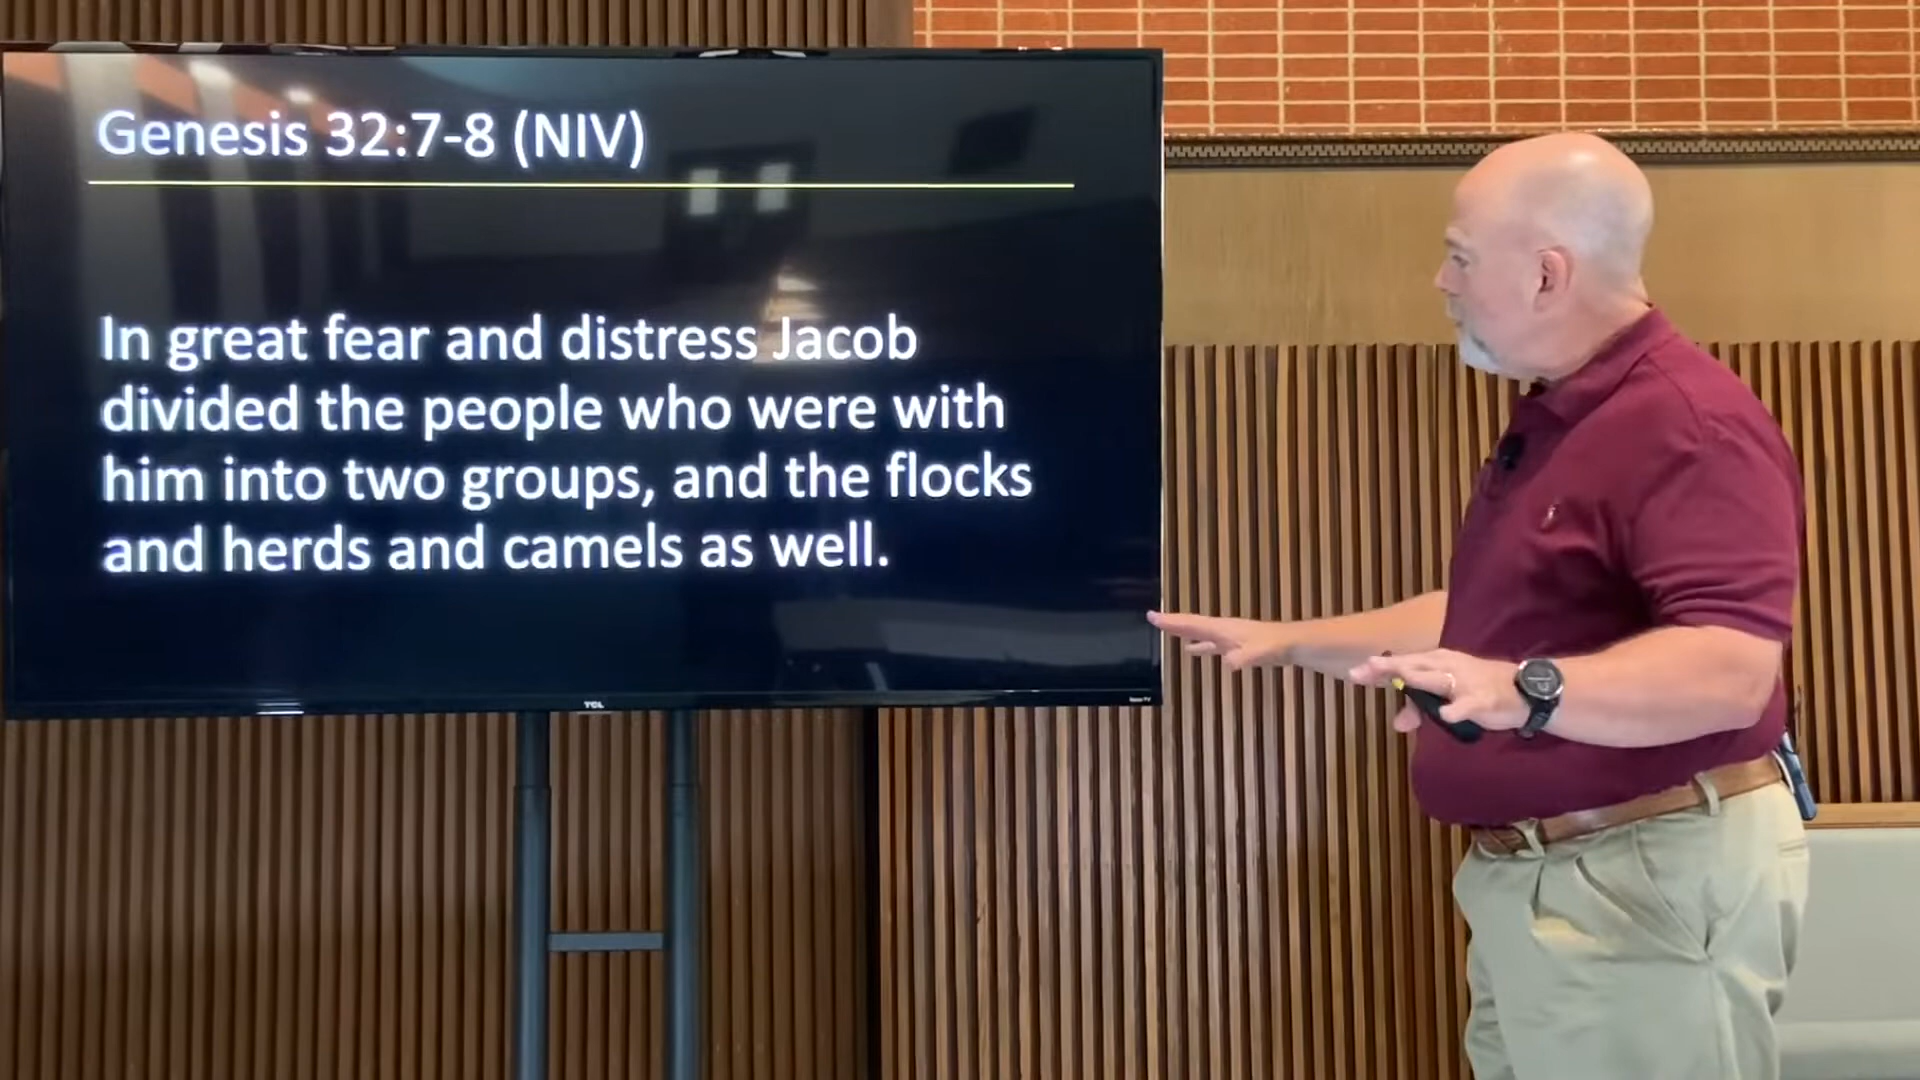 Genesis 32:7-8 (NIV)
In great fear and distress Jacob
divided the people who were with
him into two groups, and the flocks
and herds and camels as well.
TCL